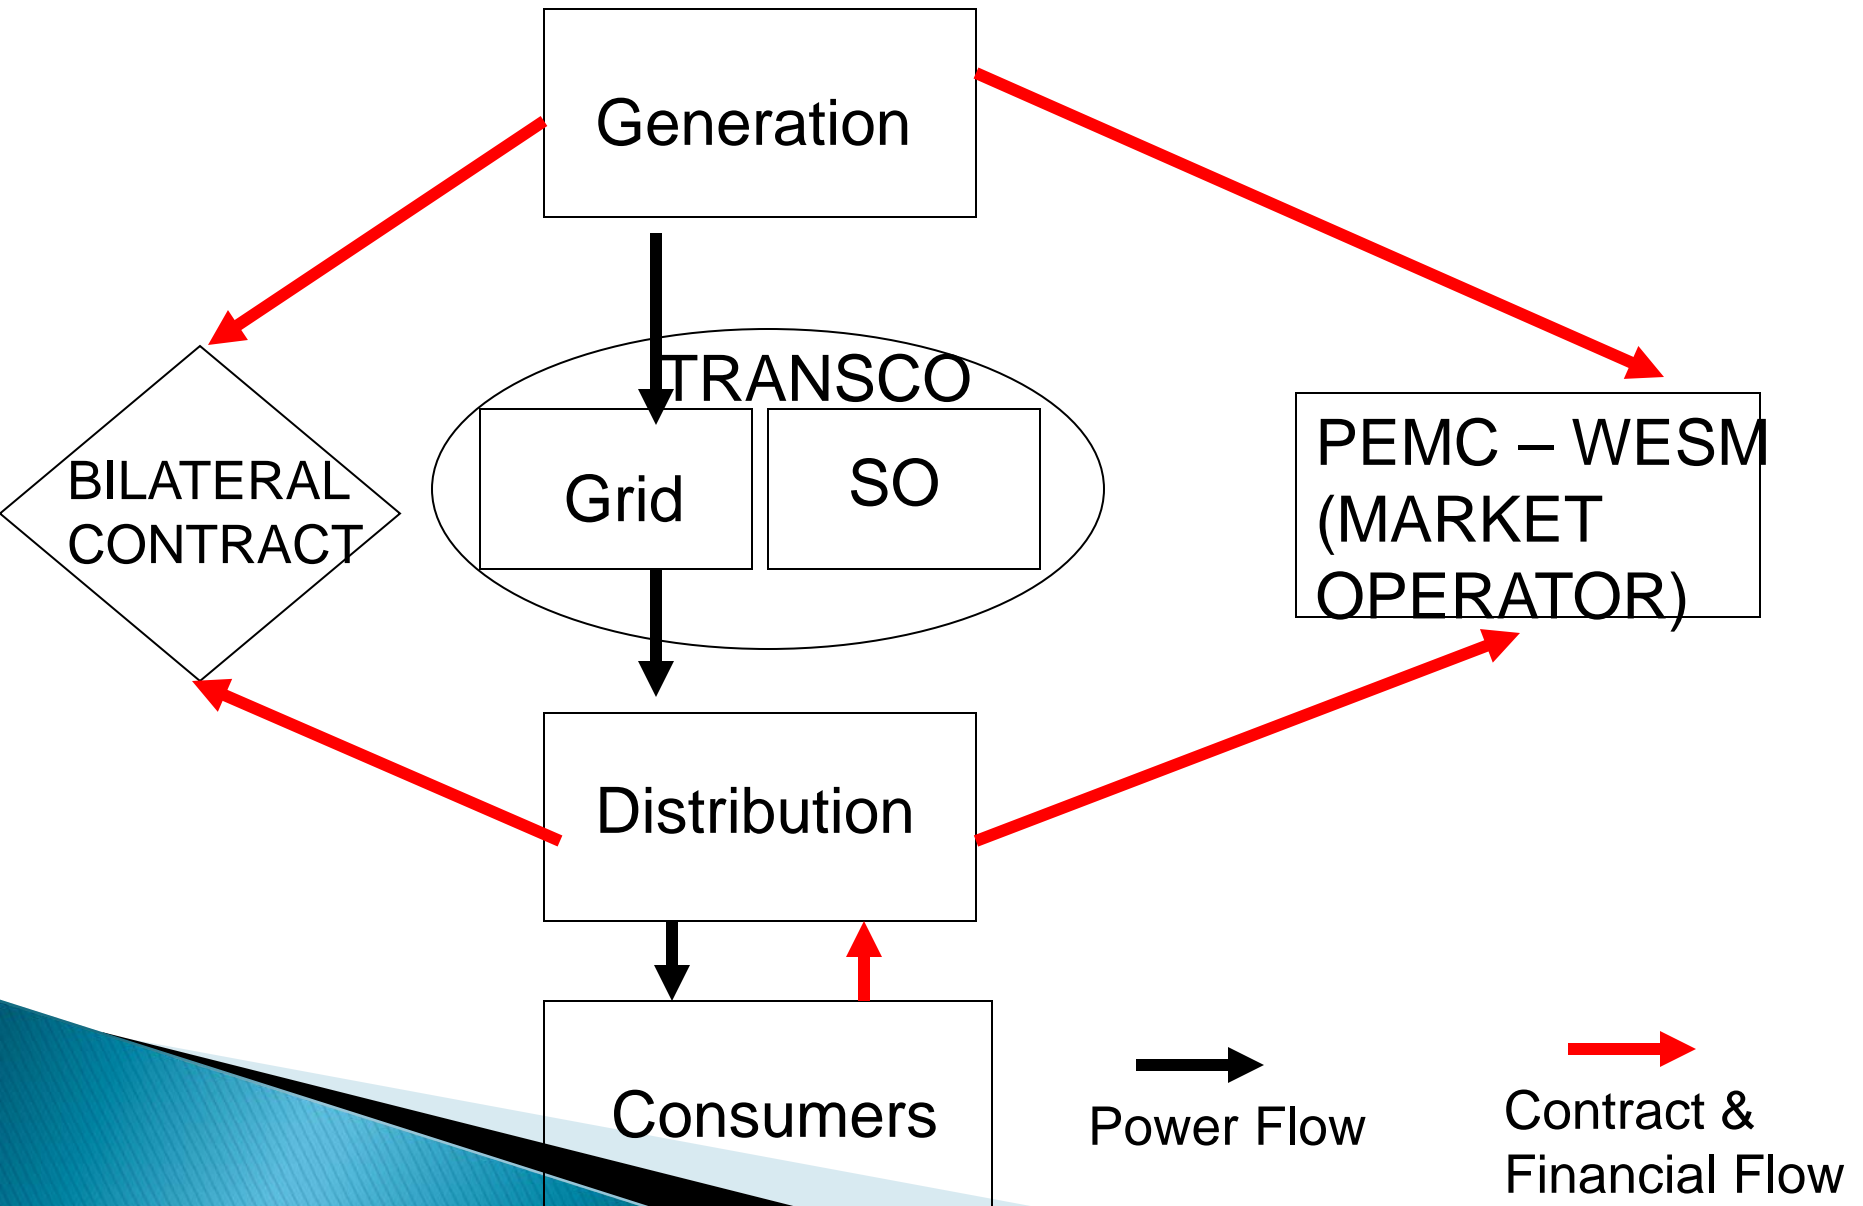 Generation
TRANSCO
BILATERAL
CONTRACT
Grid
SO
PEMC – WESM
(MARKET
OPERATOR)
Distribution
Consumers
Power Flow
Contract &
Financial Flow